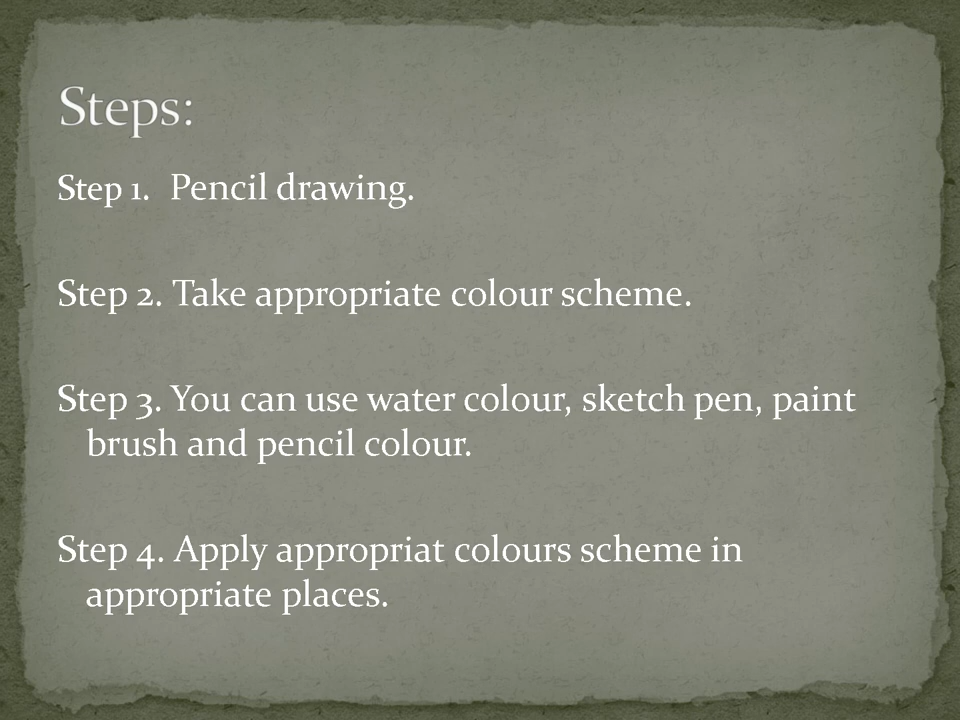 Steps:
Step 1.  Pencil drawing.
Step 2. Take appropriate colour scheme.
Step 3. You can use water colour, sketch pen, paint
brush and pencil colour.
Step 4. Apply appropriat colours scheme in
appropriate places.